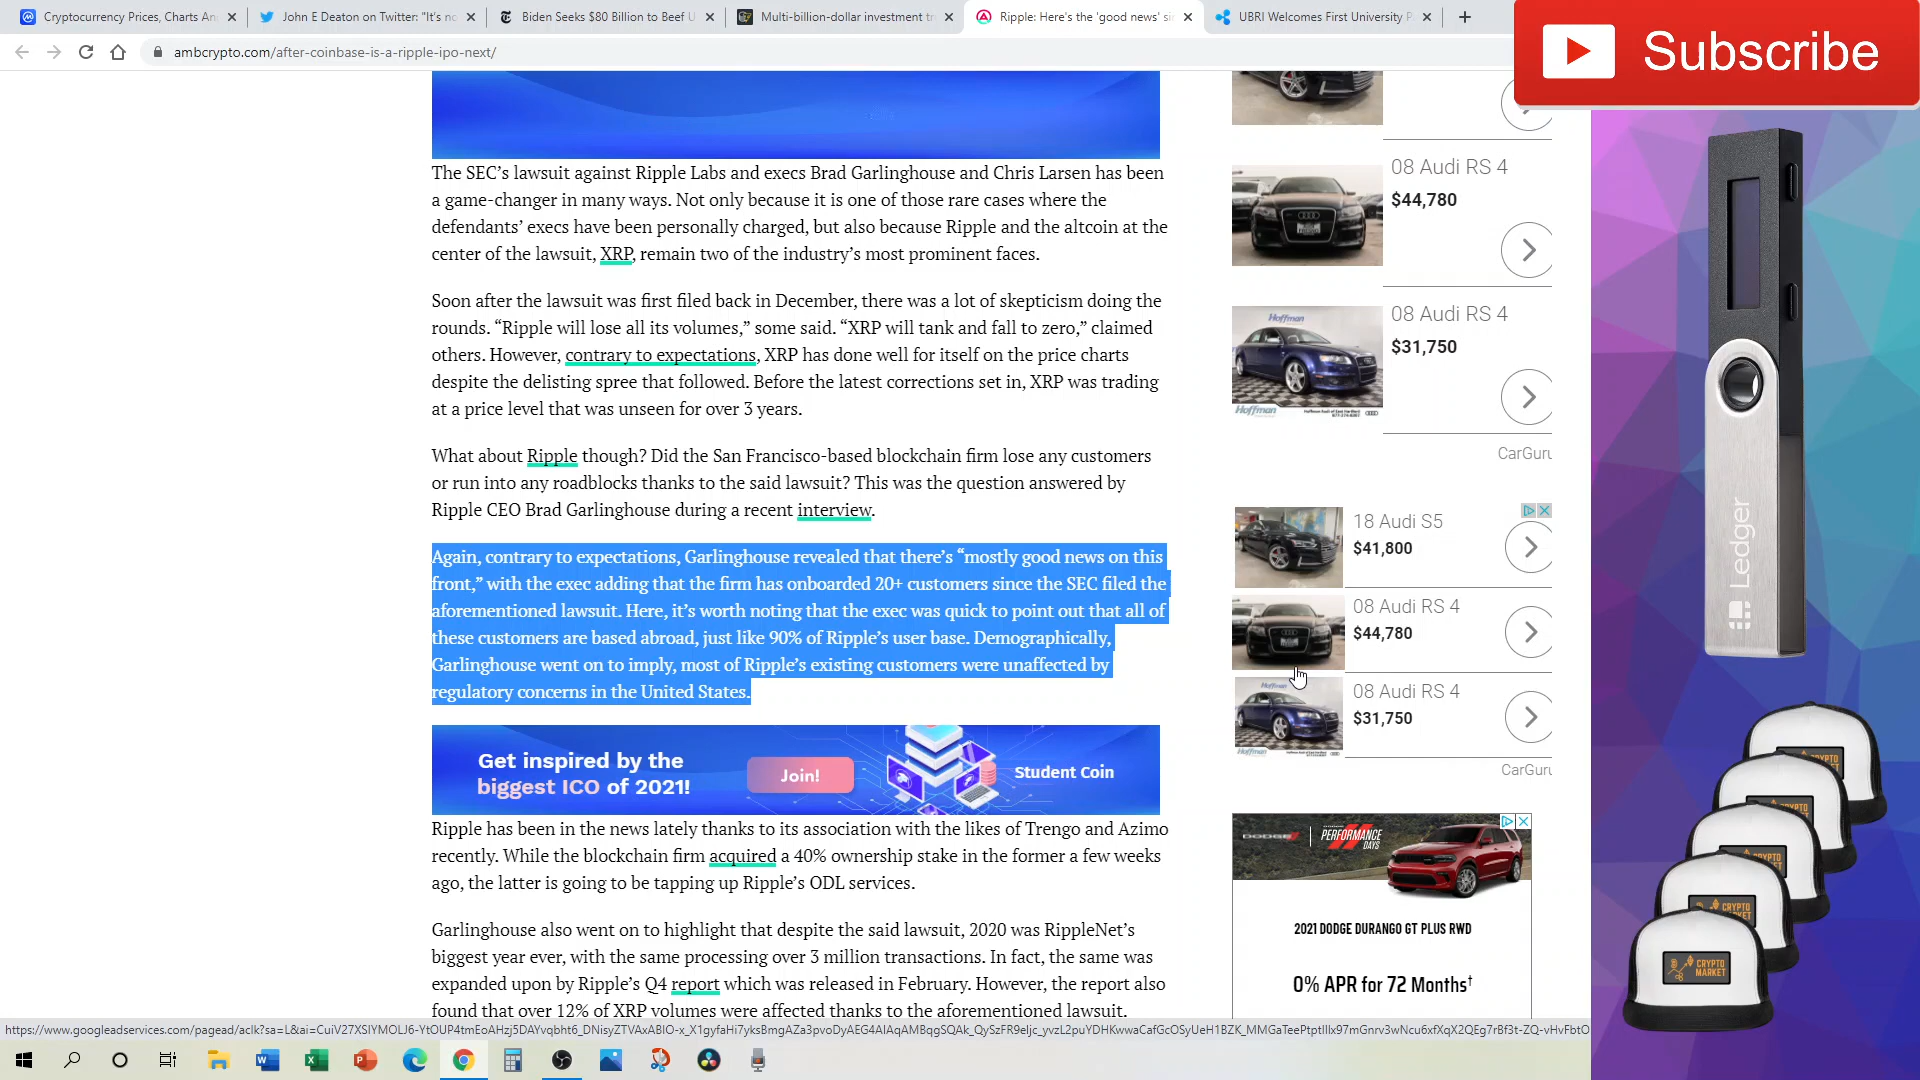 Cryptocurrency Prices, Charts An
John E Deaton on Twitter: "It's no
Biden Seeks $80 Billion to Beef U
Multi-billion-dollar investment tr
Ripple: Here's the 'good news' si
UBRI Welcomes First University P
ambcrypto.com/after-coinbase-is-a-ripple-ipo-next/
Subscribe
The SEC’s lawsuit against Ripple Labs and execs Brad Garlinghouse and Chris Larsen has been
a game-changer in many ways. Not only because it is one of those rare cases where the
defendants’ execs have been personally charged, but also because Ripple and the altcoin at the
center of the lawsuit, XRP, remain two of the industry’s most prominent faces.
Soon after the lawsuit was first filed back in December, there was a lot of skepticism doing the
rounds. “Ripple will lose all its volumes,” some said. “XRP will tank and fall to zero,” claimed
others. However, contrary to expectations, XRP has done well for itself on the price charts
despite the delisting spree that followed. Before the latest corrections set in, XRP was trading
at a price level that was unseen for over 3 years.
What about Ripple though? Did the San Francisco-based blockchain firm lose any customers
or run into any roadblocks thanks to the said lawsuit? This was the question answered by
Ripple CEO Brad Garlinghouse during a recent interview.
Again, contrary to expectations, Garlinghouse revealed that there’s “mostly good news on this
front,” with the exec adding that the firm has onboarded 20+ customers since the SEC filed the
aforementioned lawsuit. Here, it’s worth noting that the exec was quick to point out that all of
these customers are based abroad, just like 90% of Ripple’s user base. Demographically,
Garlinghouse went on to imply, most of Ripple’s existing customers were unaffected by
regulatory concerns in the United States.
Get inspired by the
biggest ICO of 2021!
Join!
Student Coin
Ripple has been in the news lately thanks to its association with the likes of Trengo and Azimo
recently. While the blockchain firm acquired a 40% ownership stake in the former a few weeks
ago, the latter is going to be tapping up Ripple’s ODL services.
Garlinghouse also went on to highlight that despite the said lawsuit, 2020 was RippleNet’s
biggest year ever, with the same processing over 3 million transactions. In fact, the same was
expanded upon by Ripple’s Q4 report which was released in February. However, the report also
found that over 12% of XRP volumes were affected thanks to the aforementioned lawsuit.
08 Audi RS 4
$44,780
08 Audi RS 4
$31,750
Hoffman
CarGuru
18 Audi S5
$41,800
08 Audi RS 4
$44,780
08 Audi RS 4
$31,750
Hoffman
CarGuru
DODGE
PERFORMANCE
DAYS
2021 DODGE DURANGO GT PLUS RWD
0% APR for 72 Months†
Ledger
CRYPTO
MARKET